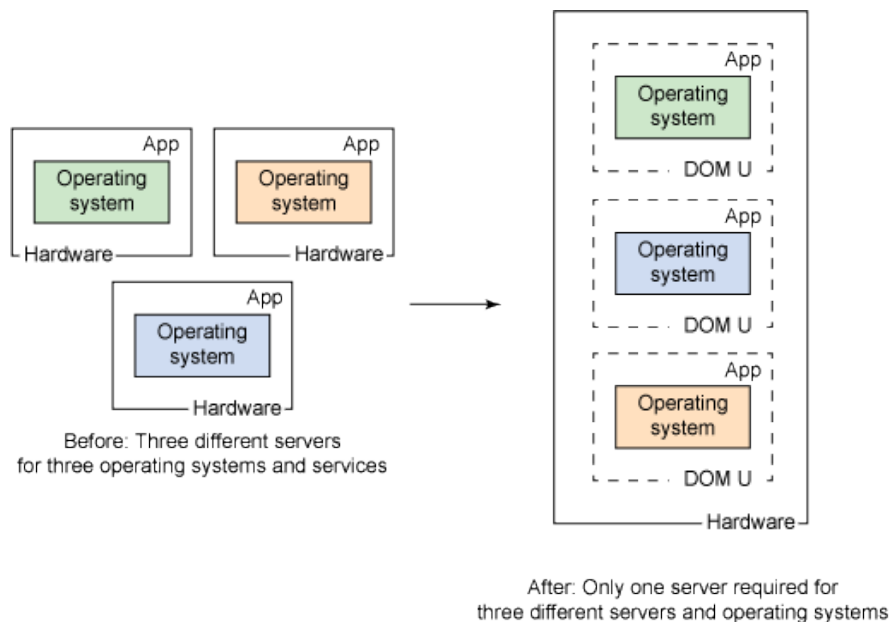 App
Operating
system
Hardware
App
Operating
system
Hardware
App
Operating
system
Hardware
Before: Three different servers
for three operating systems and services
App
Operating
system
DOM U
App
Operating
system
DOM U
App
Operating
system
DOM U
Hardware
After: Only one server required for
three different servers and operating systems